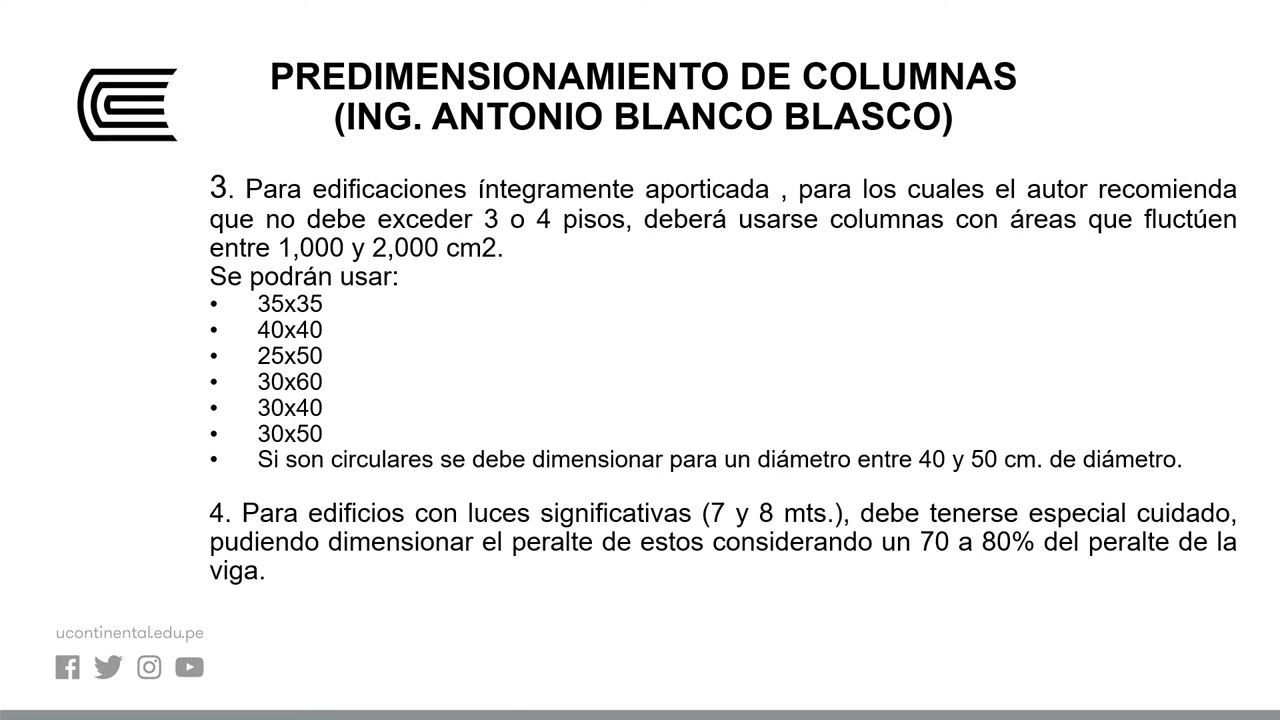 PREDIMENSIONAMIENTO DE COLUMNAS
(ING. ANTONIO BLANCO BLASCO)
3. Para edificaciones íntegramente aporticada , para los cuales el autor recomienda
que no debe exceder 3 o 4 pisos, deberá usarse columnas con áreas que fluctúen
entre 1,000 y 2,000 cm2.
Se podrán usar:
• 35x35
• 40x40
• 25x50
• 30x60
• 30x40
• 30x50
• Si son circulares se debe dimensionar para un diámetro entre 40 y 50 cm. de diámetro.
4. Para edificios con luces significativas (7 y 8 mts.), debe tenerse especial cuidado,
pudiendo dimensionar el peralte de estos considerando un 70 a 80% del peralte de la
viga.
ucontinental.edu.pe